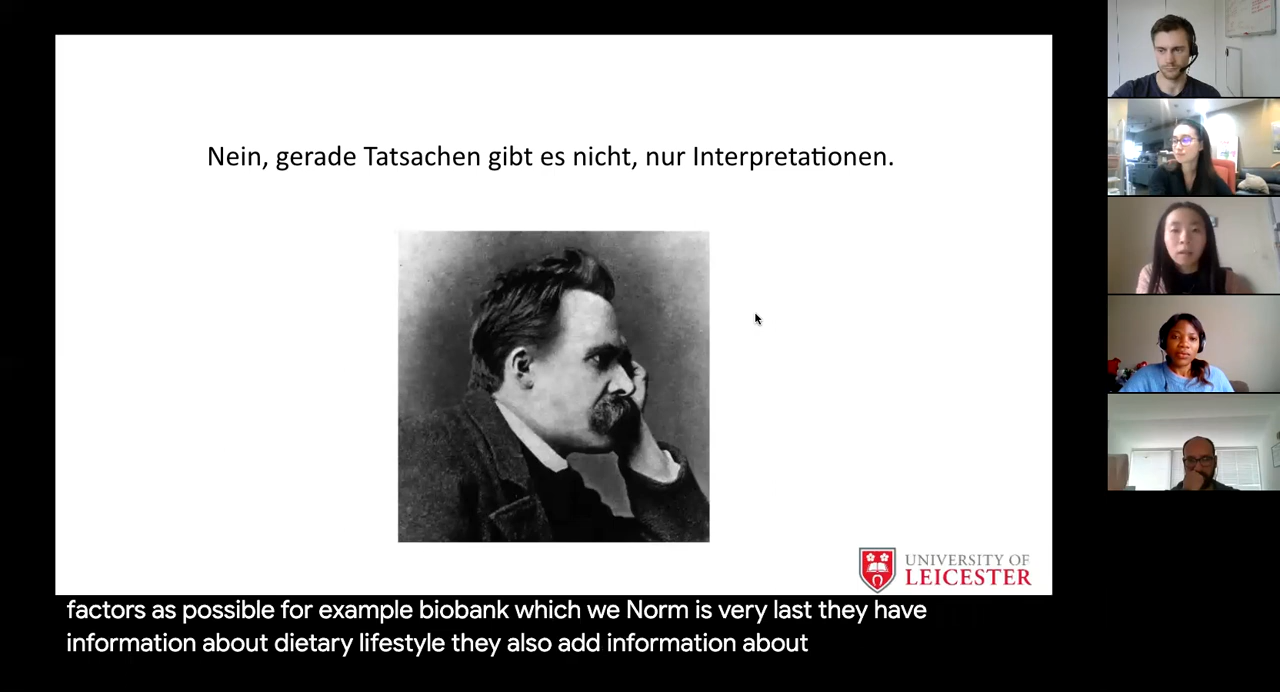 Nein, gerade Tatsachen gibt es nicht, nur Interpretationen.
UNIVERSITY OF
LEICESTER
factors as possible for example biobank which we Norm is very last they have
information about dietary lifestyle they also add information about